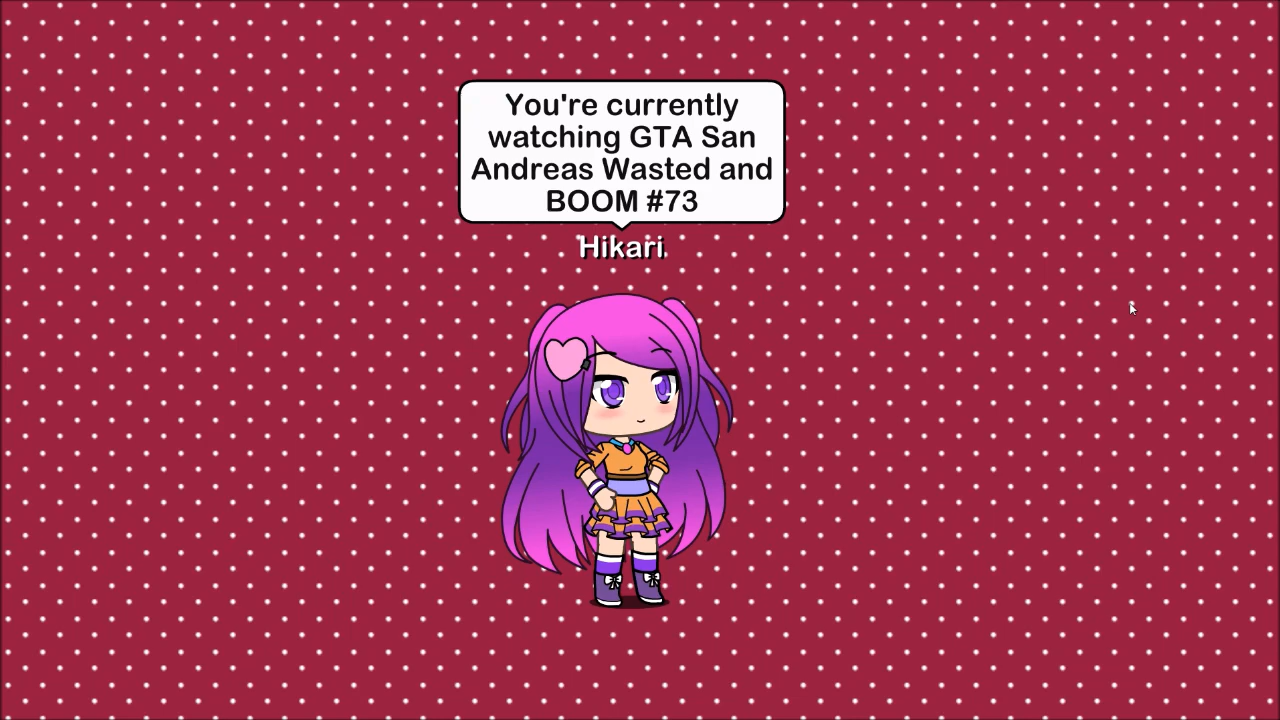 You're currently
watching GTA San
Andreas Wasted and
BOOM #73
Hikari